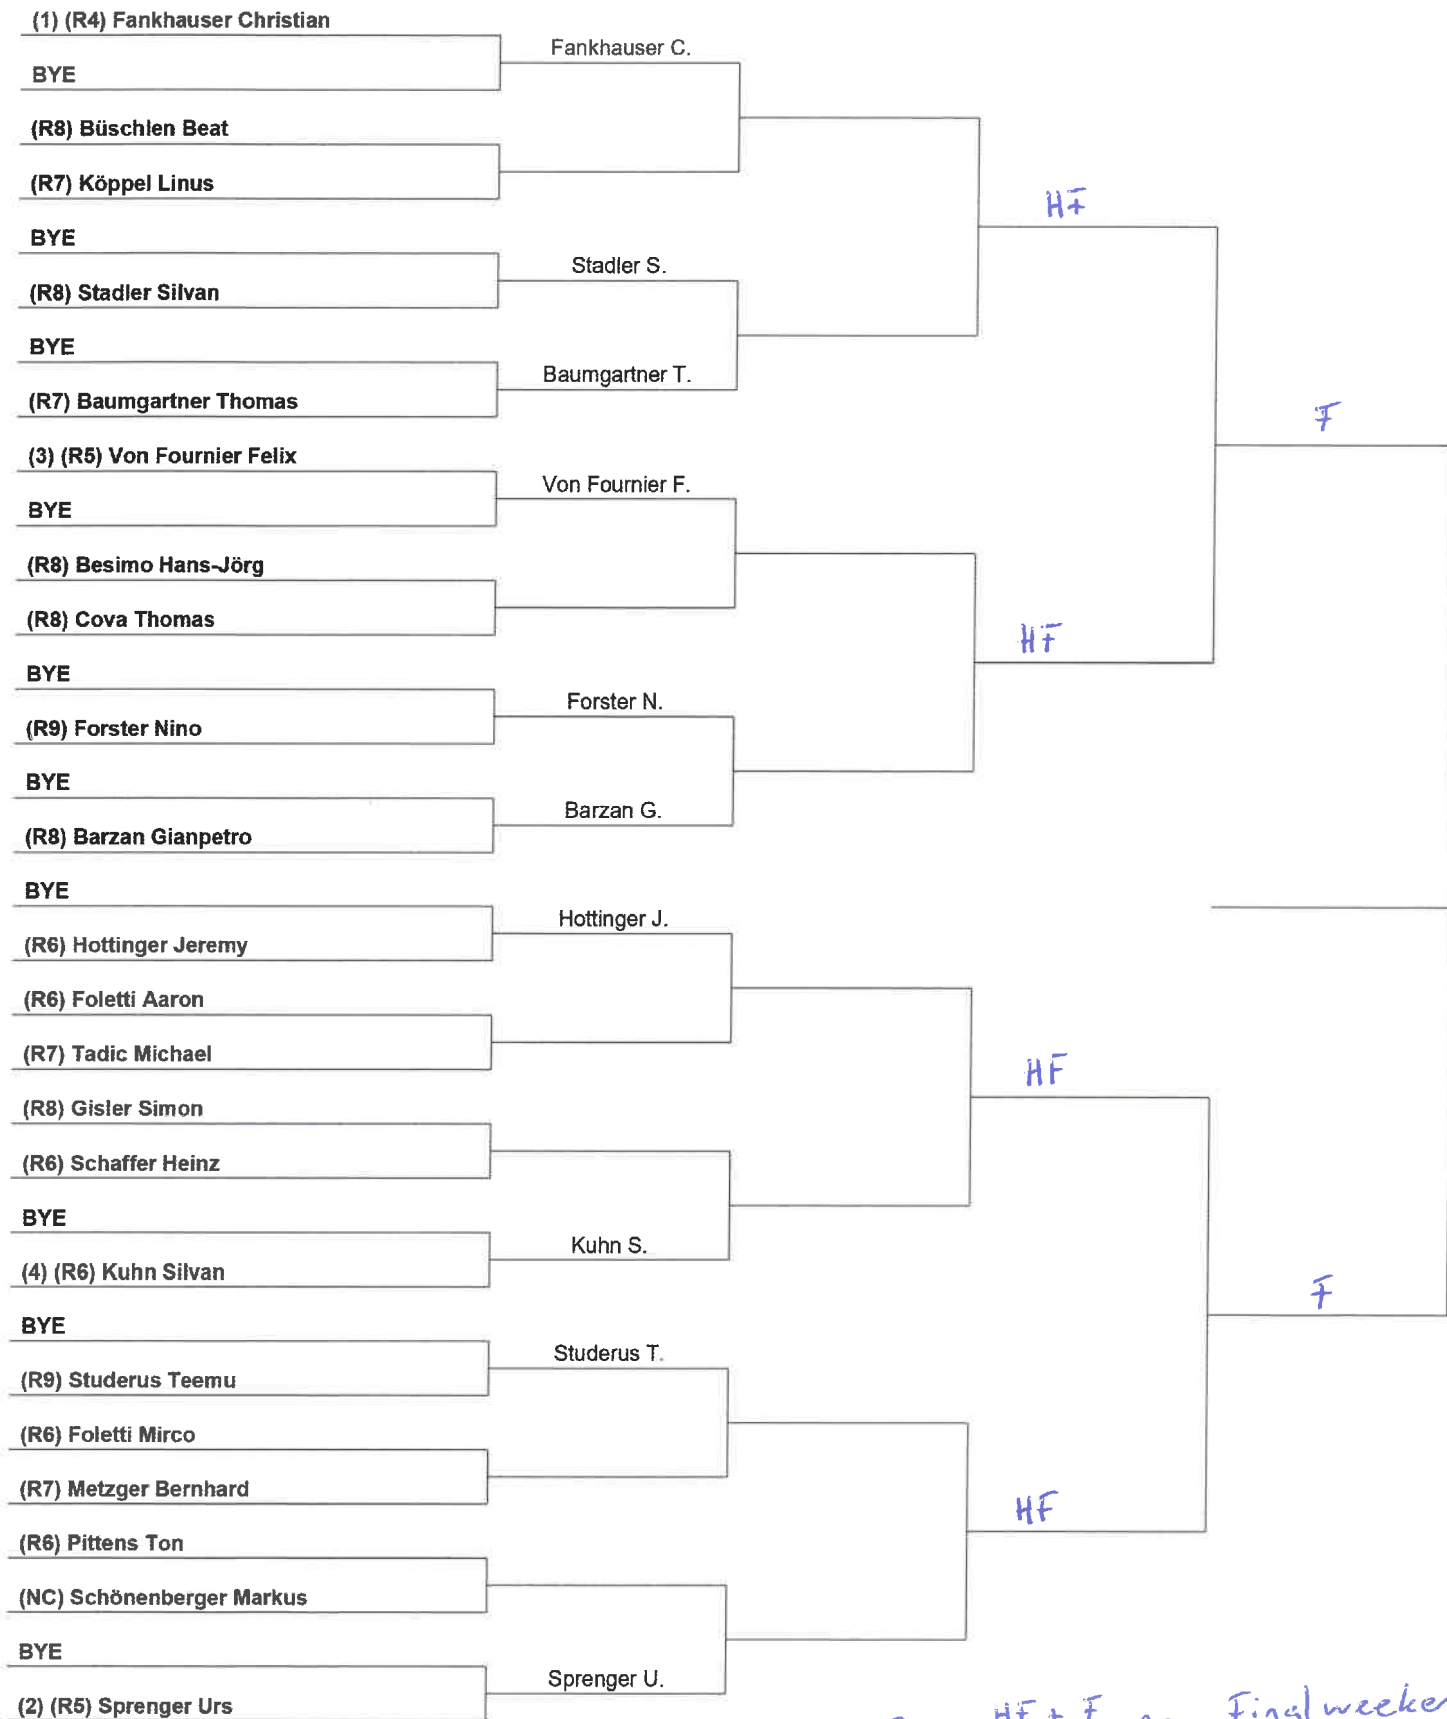 (1) (R4) Fankhauser Christian
Fankhauser C.
BYE
(R8) Büschlen Beat
(R7) Köppel Linus
HF
BYE
Stadler S.
(R8) Stadler Silvan
BYE
Baumgartner T.
(R7) Baumgartner Thomas
F
(3) (R5) Von Fournier Felix
Von Fournier F.
BYE
(R8) Besimo Hans-Jörg
(R8) Cova Thomas
HF
BYE
Forster N.
(R9) Forster Nino
BYE
Barzan G.
(R8) Barzan Gianpetro
BYE
Hottinger J.
(R6) Hottinger Jeremy
(R6) Foletti Aaron
(R7) Tadic Michael
HF
(R8) Gisler Simon
(R6) Schaffer Heinz
BYE
Kuhn S.
(4) (R6) Kuhn Silvan
F
BYE
Studerus T.
(R9) Studerus Teemu
(R6) Foletti Mirco
(R7) Metzger Bernhard
HF
(R6) Pittens Ton
(NC) Schönenberger Markus
BYE
Sprenger U.
(2) (R5) Sprenger Urs
HF + F
Finalweeke